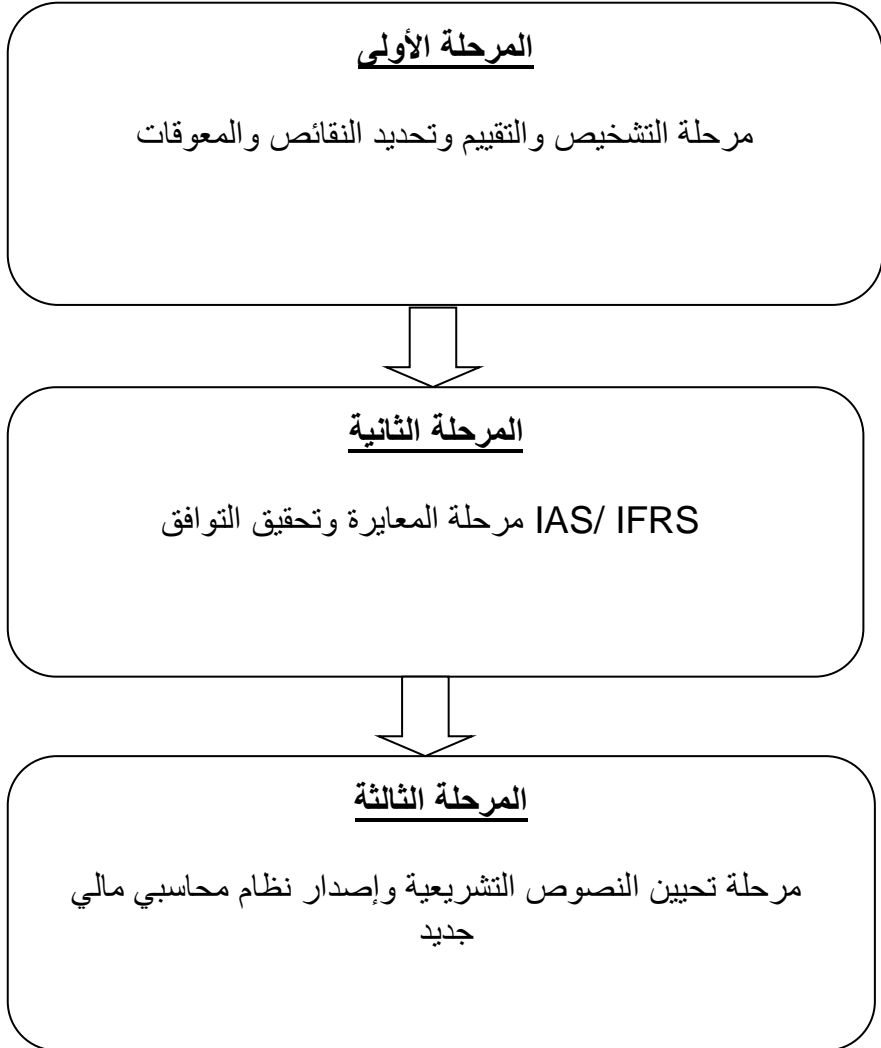 المرحلة الأولى
مرحلة التشخيص والتقييم وتحديد النقائص والمعوقات
المرحلة الثانية
IAS/ IFRS مرحلة المعايرة وتحقيق التوافق
المرحلة الثالثة
مرحلة تحيين النصوص التشريعية وإصدار نظام محاسبي مالي
جديد